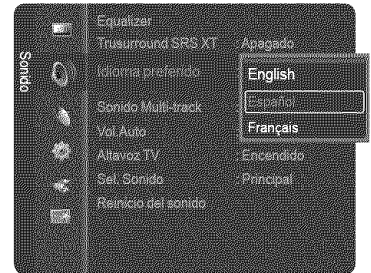 Sonido
Equalizer
Trusurround SRS XT : Apagado
Idioma preferido
English
Español
Français
Sonido Multi-track
Vol.Auto
Altavoz TV : Encendido
Sel. Sonido : Principal
Reinicio del sonido